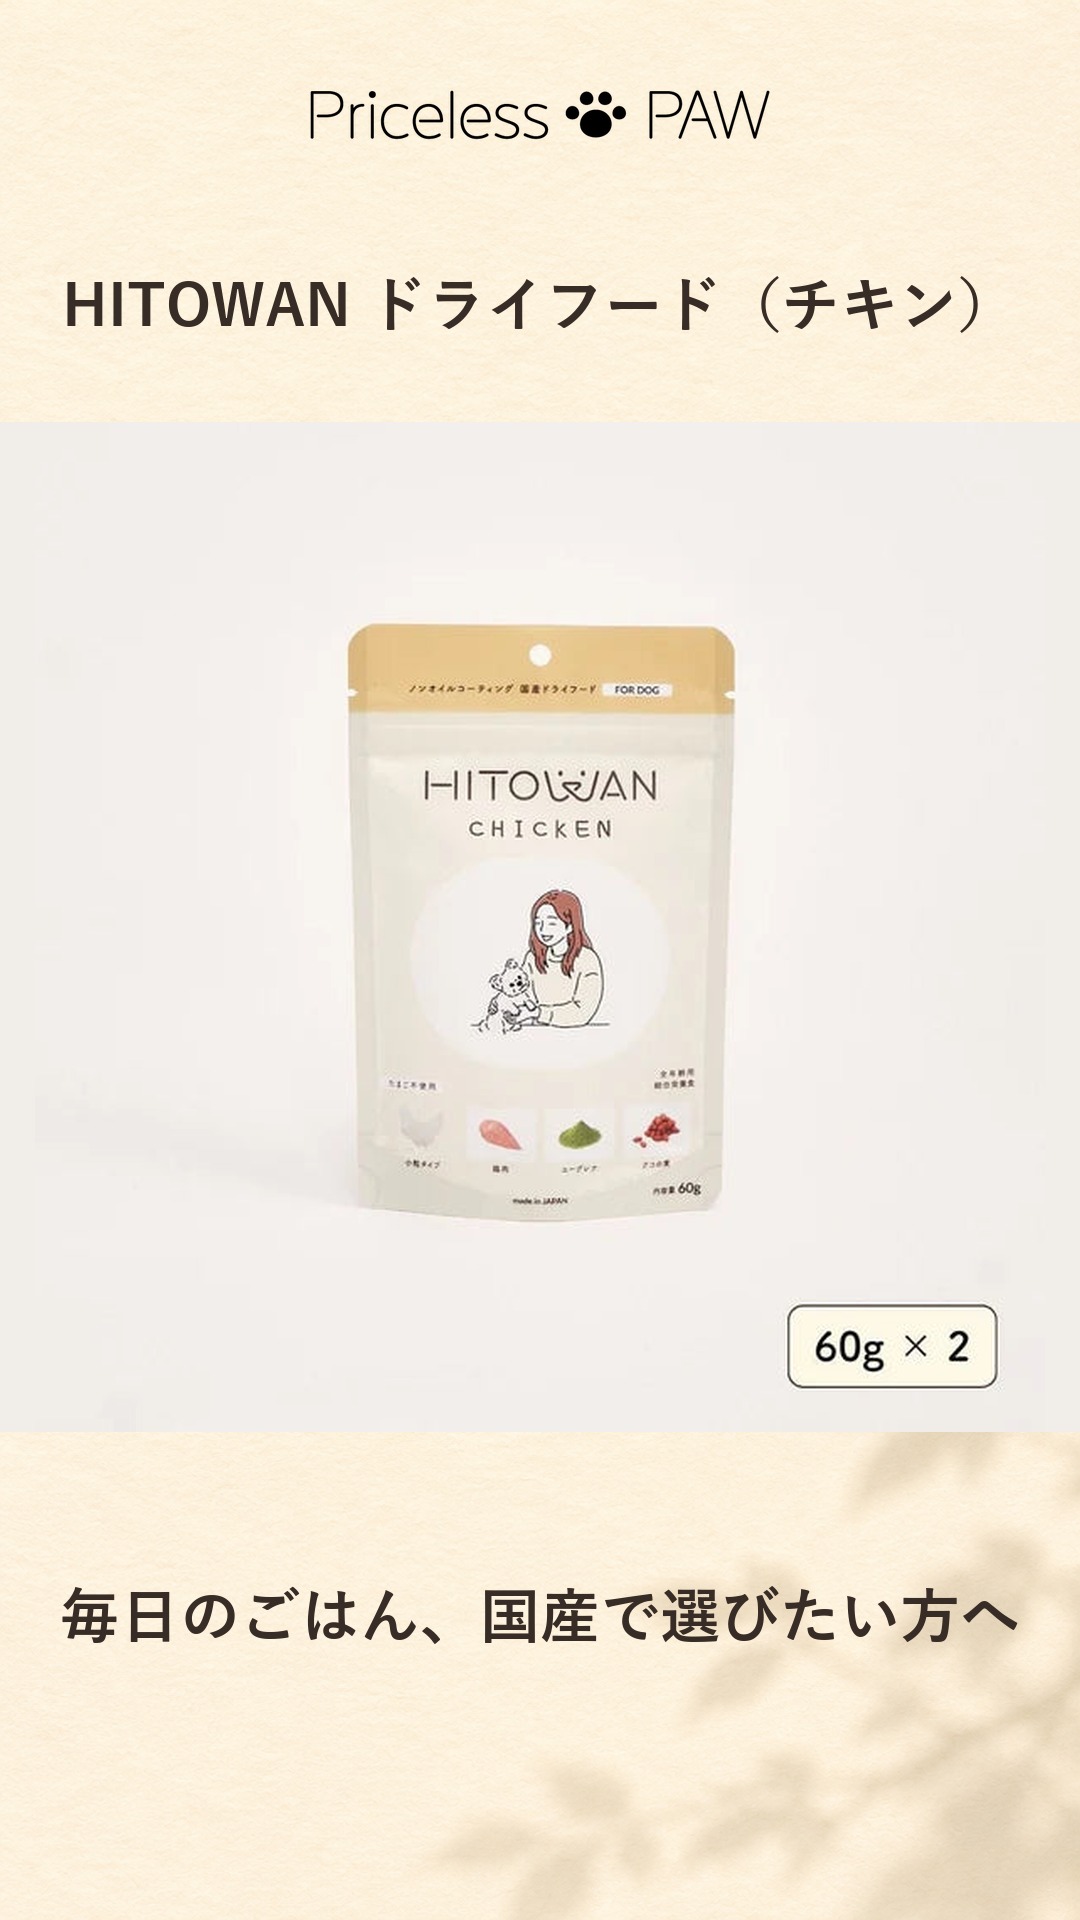 Priceless PAW
HITOWAN ドライフード（チキン）
ノンオイルコーティング 国産ドライフード FOR DOG
HITOWAN
CHICKEN
たまご不使用
全年齢用
総合栄養食
小粒タイプ
鶏肉
ユーグレナ
クコの実
内容量 60g
made in JAPAN
60g × 2
毎日のごはん、国産で選びたい方へ